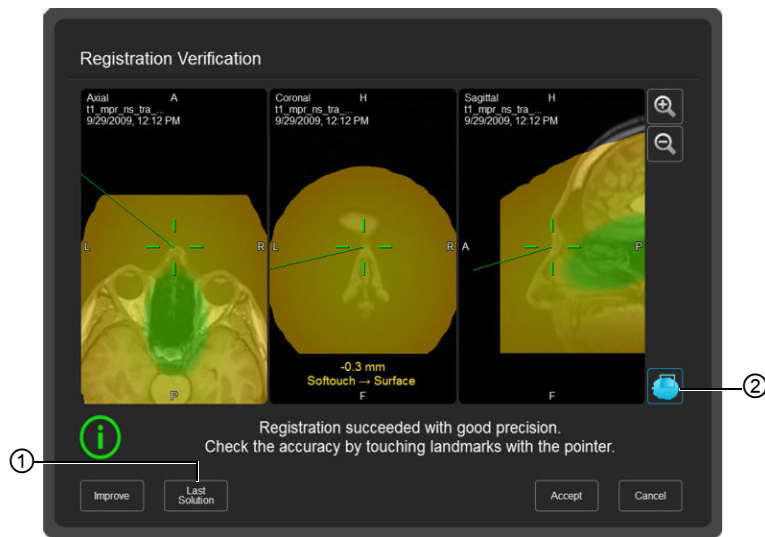 Registration Verification
Axial A
t1_mpr_ns_tra_...
9/29/2009, 12:12 PM
L
R
P
Coronal H
t1_mpr_ns_tra_...
9/29/2009, 12:12 PM
L
R
-0.3 mm
Softouch → Surface
F
Sagittal H
t1_mpr_ns_tra_...
9/29/2009, 12:12 PM
A
P
F
②
Registration succeeded with good precision.
Check the accuracy by touching landmarks with the pointer.
①
Improve
Last
Solution
Accept
Cancel